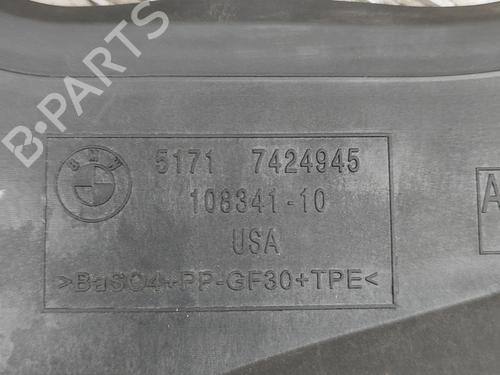 B-PARTS
BMW
5171 7424945
108341-10
USA
>BaSO4+PP-GF30+TPE<
A